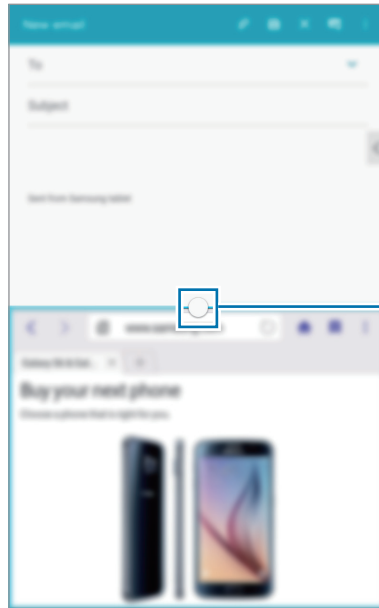 New email
To
Subject
Sent from Samsung tablet
Buy your next phone
Choose a phone that is right for you.